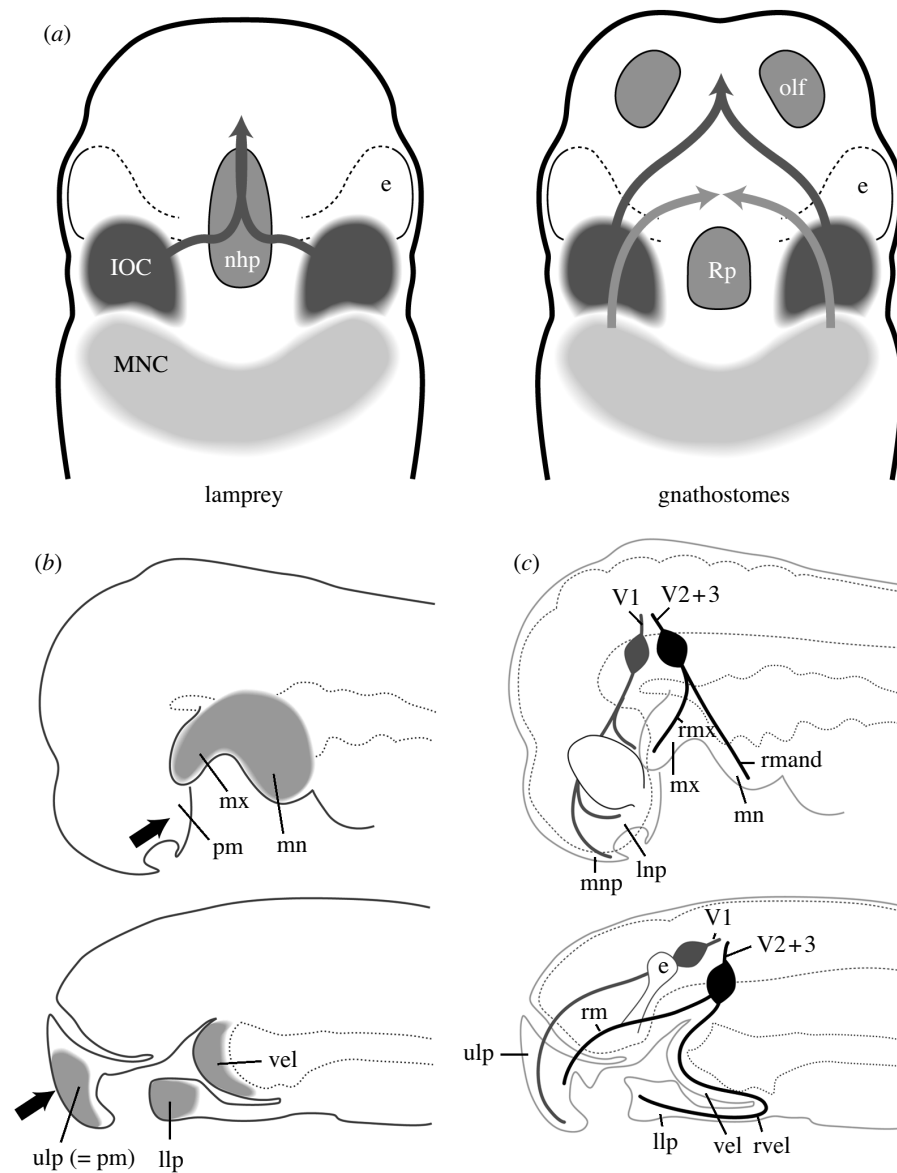 (a)
olf
e
e
IOC
nhp
Rp
MNC
lamprey
gnathostomes
(b)
mx
pm
mn
vel
ulp (= pm)
llp
(c)
V1
V2+3
rmx
rmand
mx
mn
lnp
mnp
V1
V2+3
e
rm
ulp
llp
vel
rvel